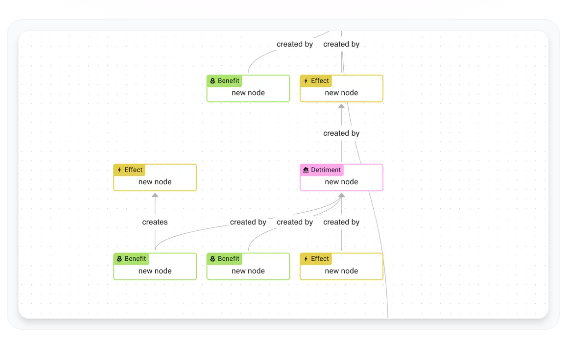 created by created by
Benefit Effect
new node new node
created by
Effect Detriment
new node new node
creates created by created by created by
Benefit Benefit Effect
new node new node new node